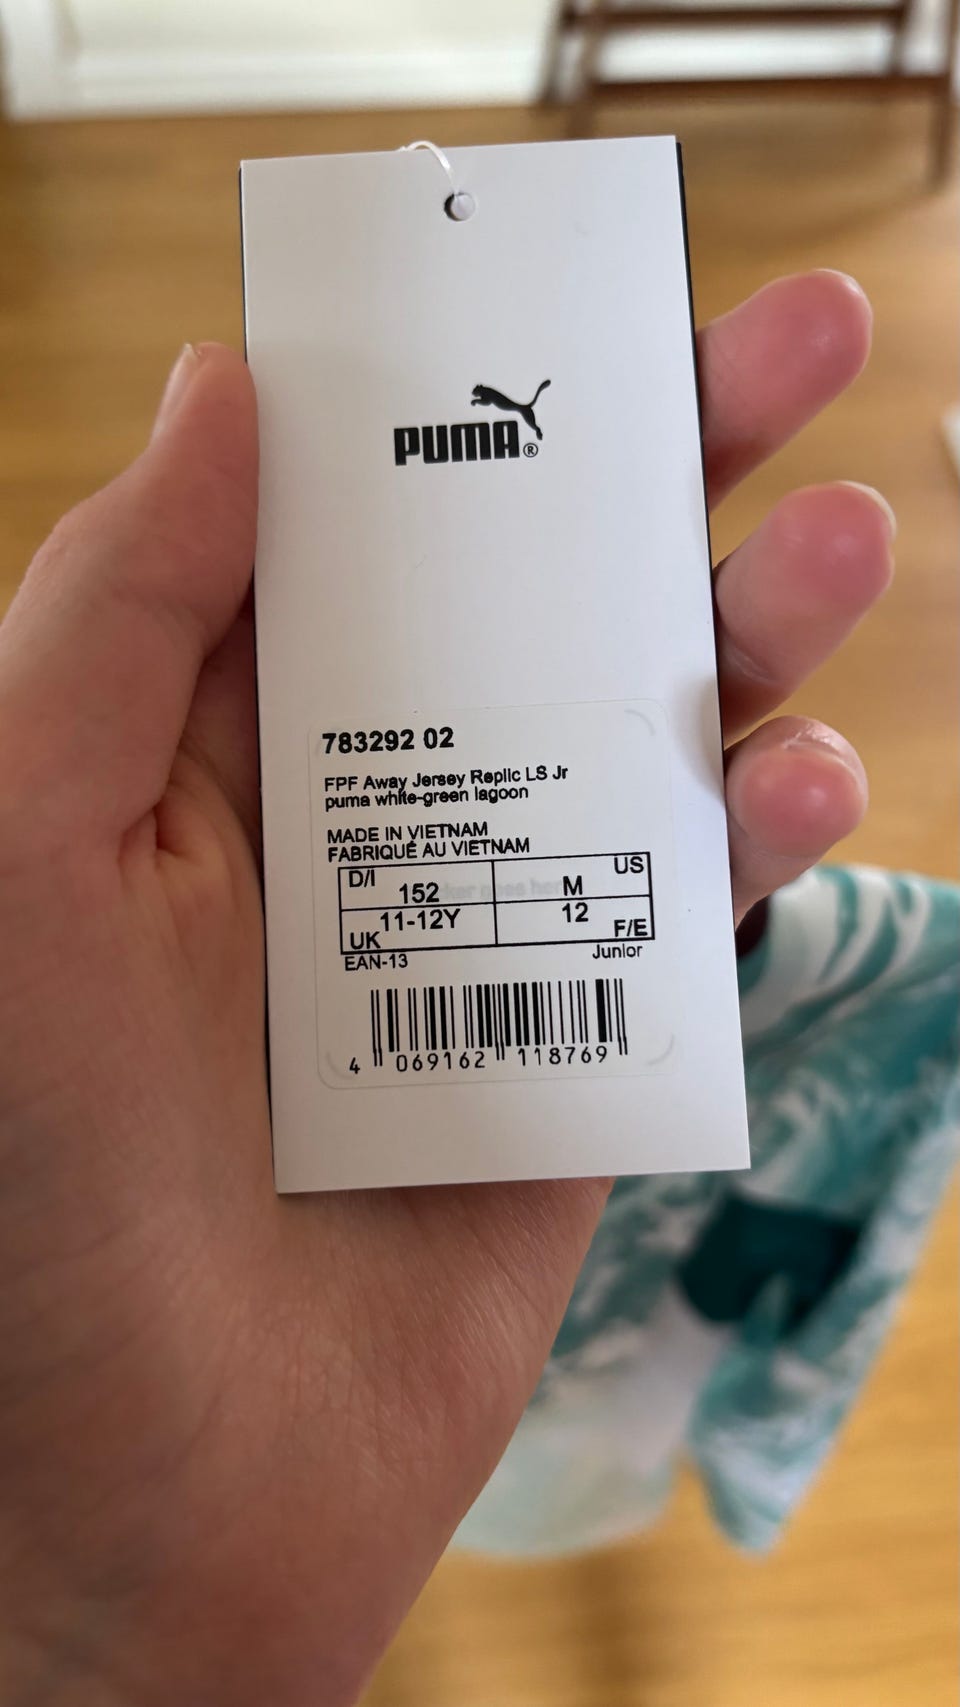 PUMA®
783292 02
FPF Away Jersey Replic LS Jr
puma white-green lagoon
MADE IN VIETNAM
FABRIQUÉ AU VIETNAM
D/I 152 M US
UK 11-12Y 12 F/E
EAN-13 Junior
4 069162 118769